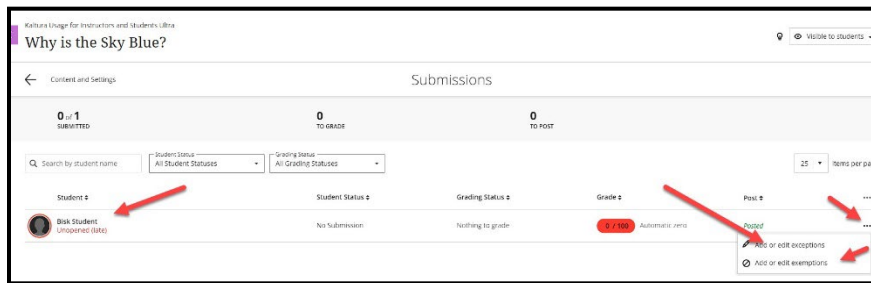 Kaltura Usage for Instructors and Students Ultra
Why is the Sky Blue?
Visible to students
Content and Settings
Submissions
0 of 1
SUBMITTED
0
TO GRADE
0
TO POST
Search by student name
Student Status
All Student Statuses
Grading Status
All Grading Statuses
25
items per pa
Student
Student Status
Grading Status
Grade
Post
Bisk Student
Unopened (late)
No Submission
Nothing to grade
0 / 100
Automatic zero
Posted
Add or edit exceptions
Add or edit exemptions